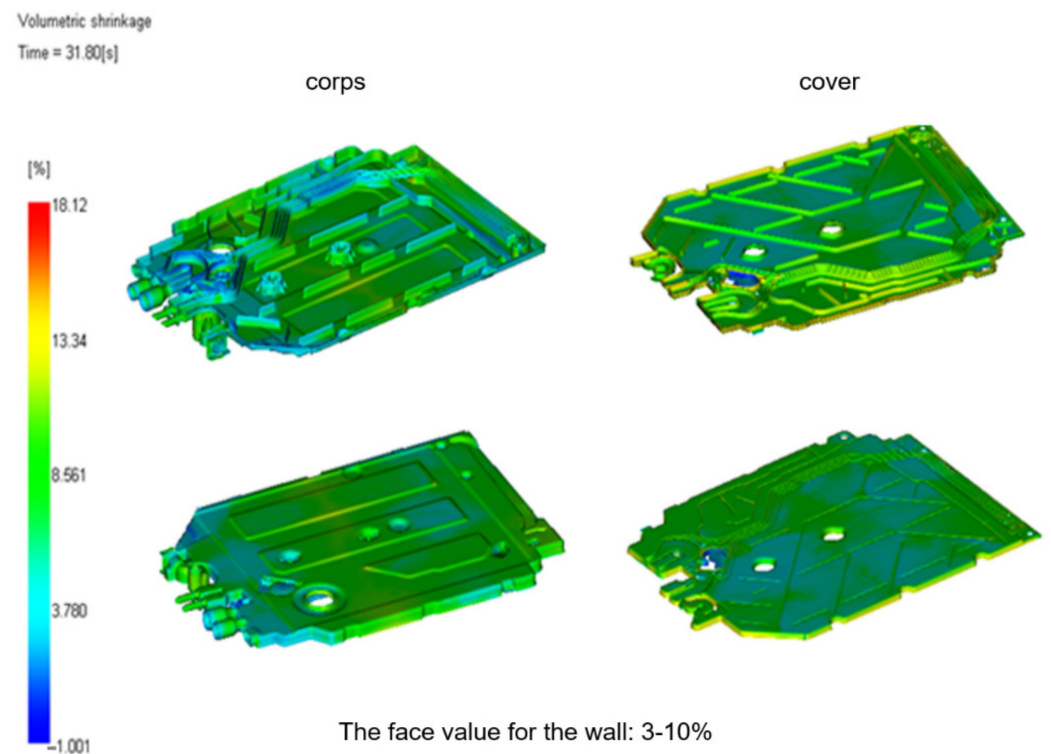 Volumetric shrinkage
Time = 31.80[s]
corps
cover
[%]
18.12
13.34
8.561
3.780
-1.001
The face value for the wall: 3-10%